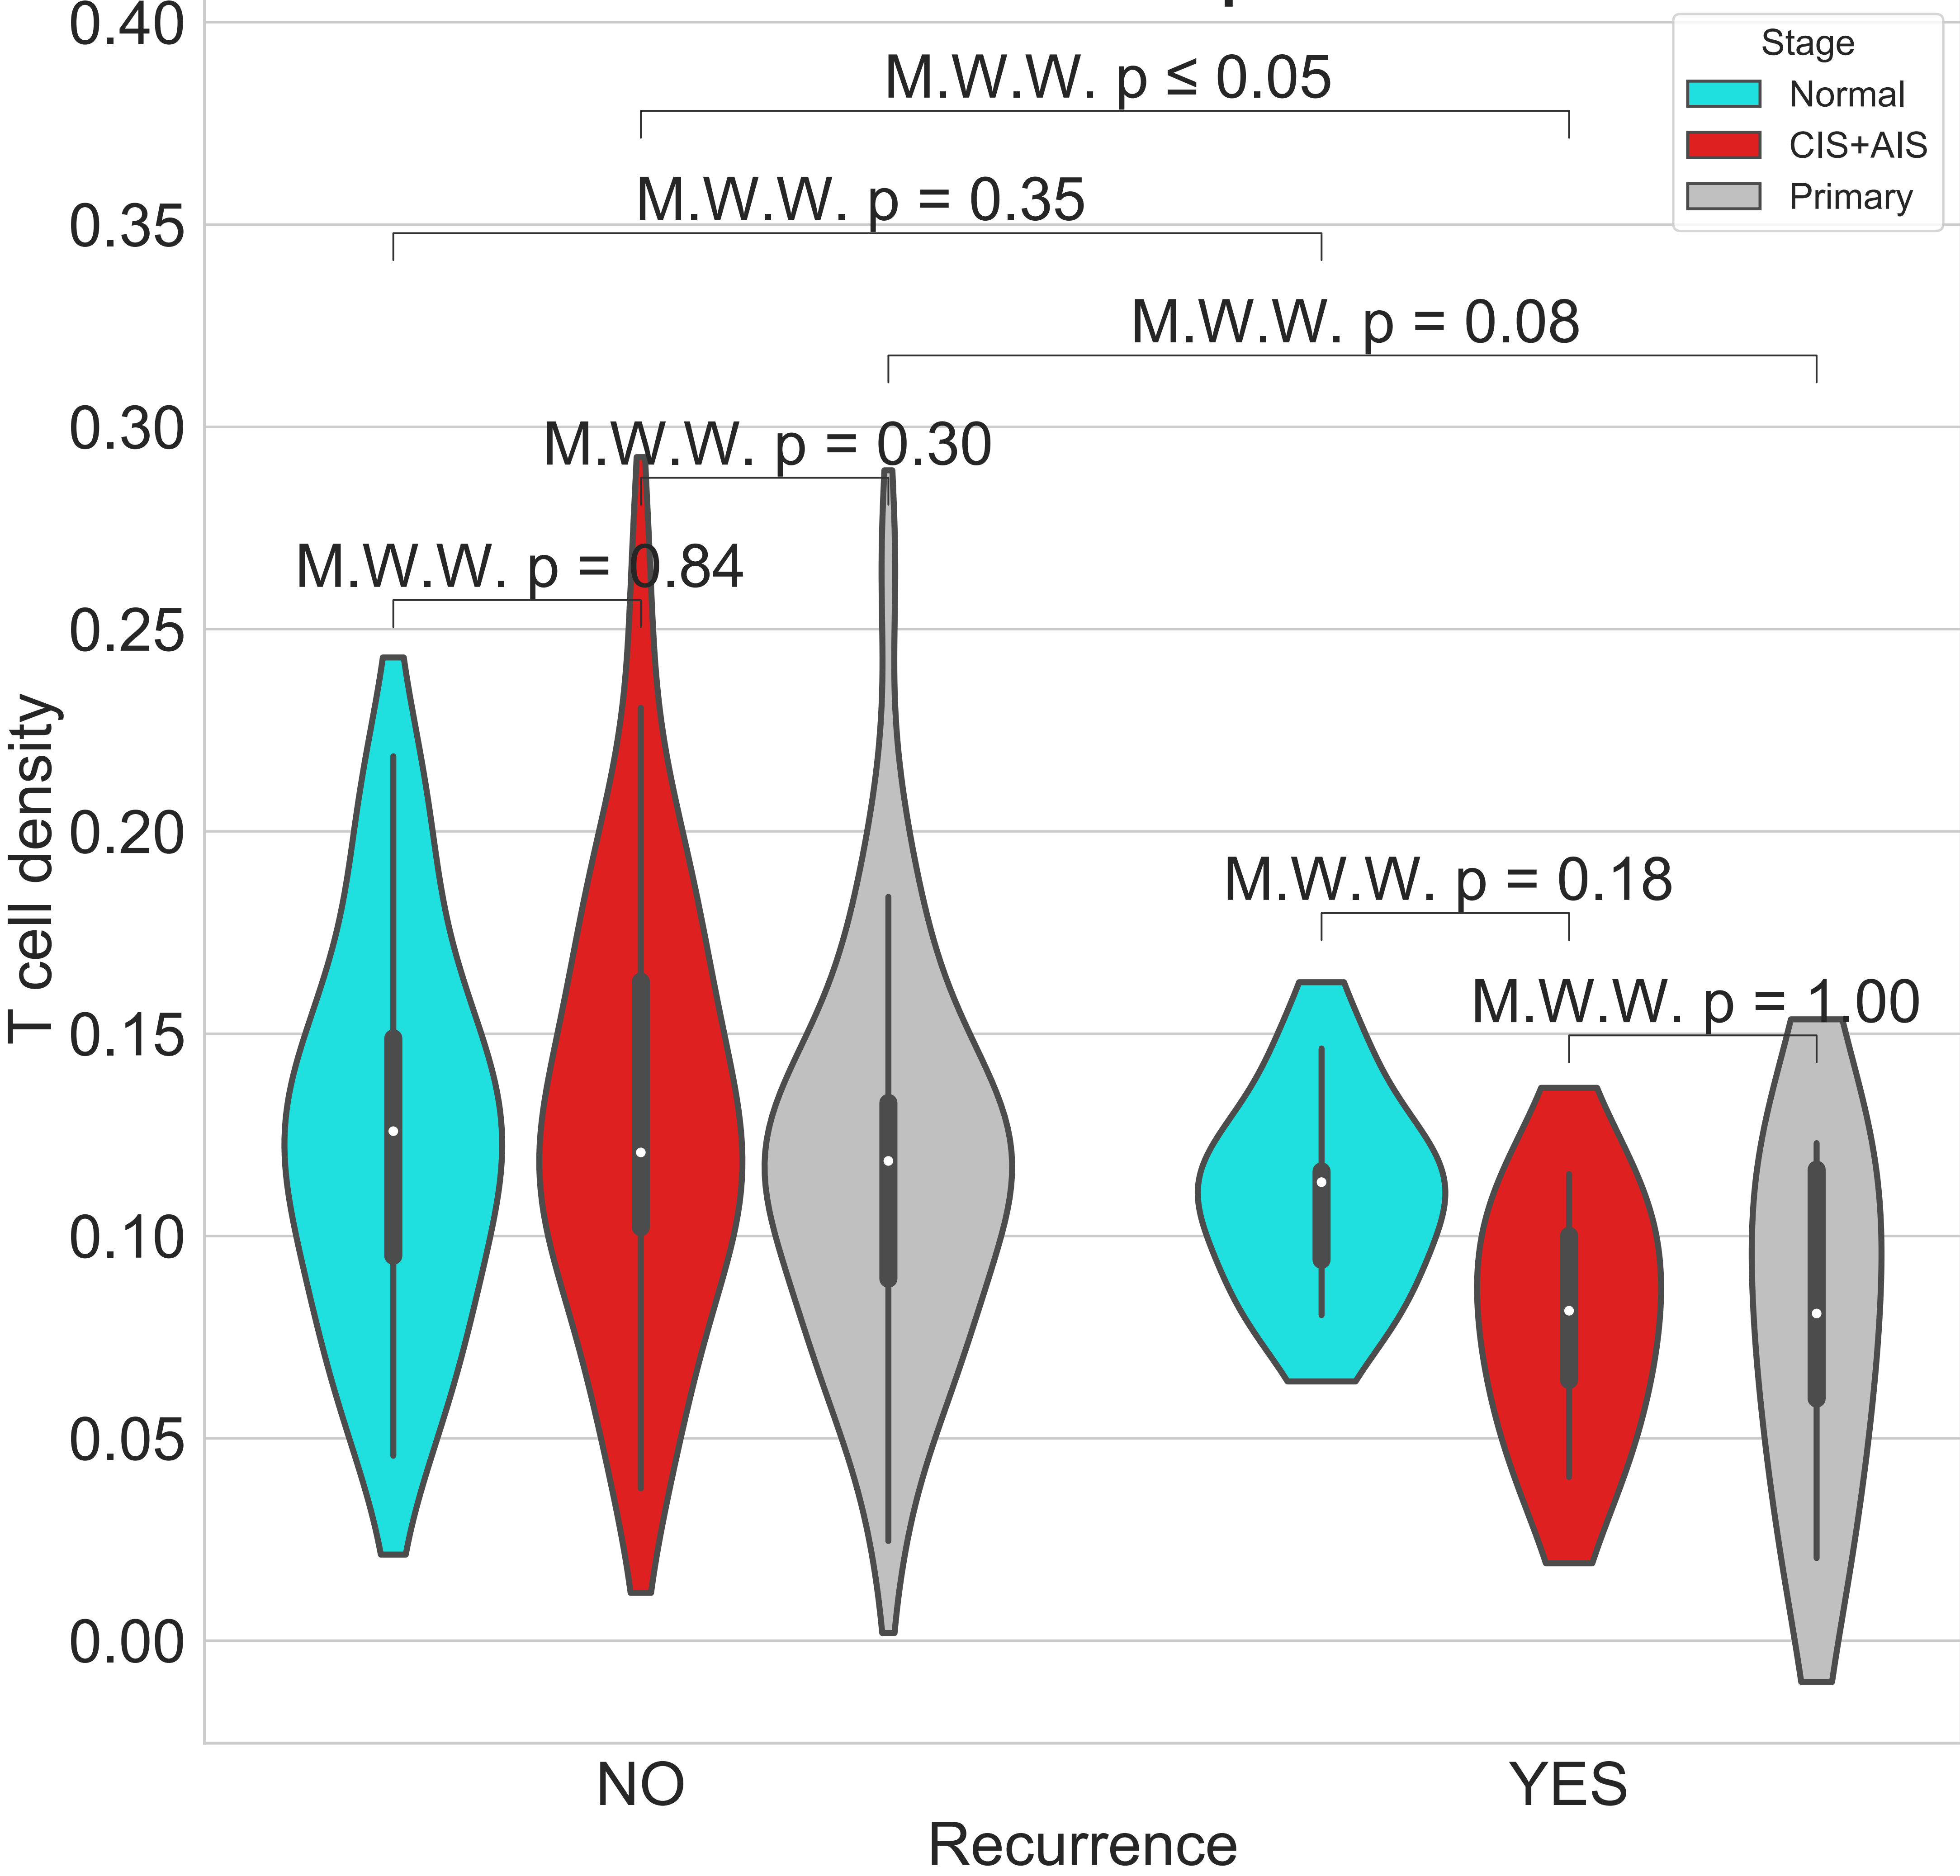 0.40
0.35
0.30
0.25
0.20
0.15
0.10
0.05
0.00
T cell density
M.W.W. p ≤ 0.05
M.W.W. p = 0.35
M.W.W. p = 0.08
M.W.W. p = 0.30
M.W.W. p = 0.84
M.W.W. p = 0.18
M.W.W. p = 1.00
Stage
Normal
CIS+AIS
Primary
NO
YES
Recurrence